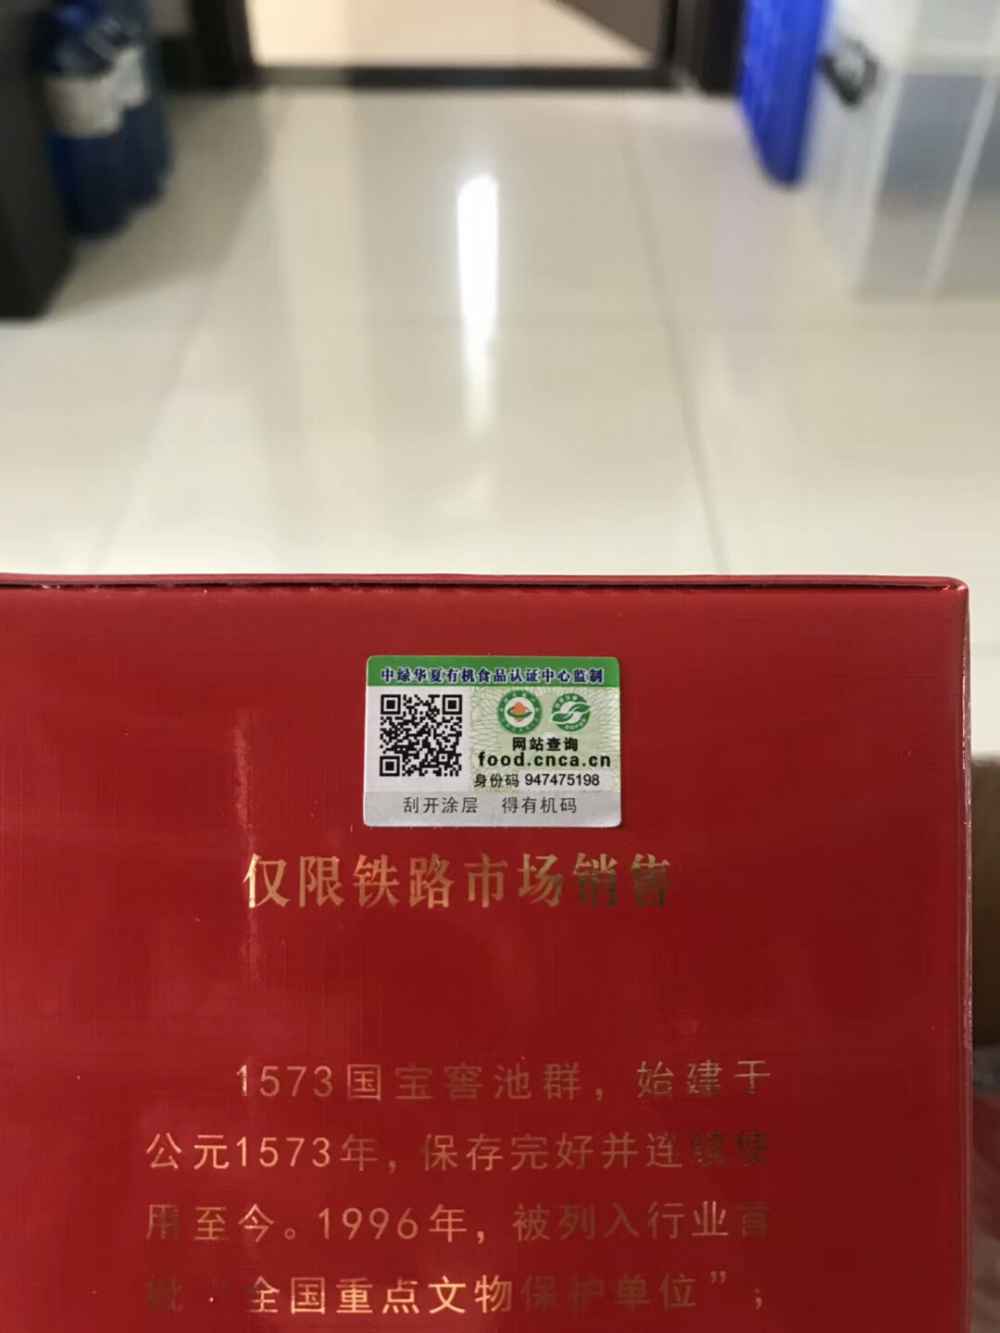 中绿华夏有机食品认证中心监制
网站查询
food.cnca.cn
身份码 947475198
刮开涂层 得有机码
仅限铁路市场销售
1573国宝窖池群，始建于
公元1573年，保存完好并连续使
用至今。1996年，被列入行业首
批“全国重点文物保护单位”；